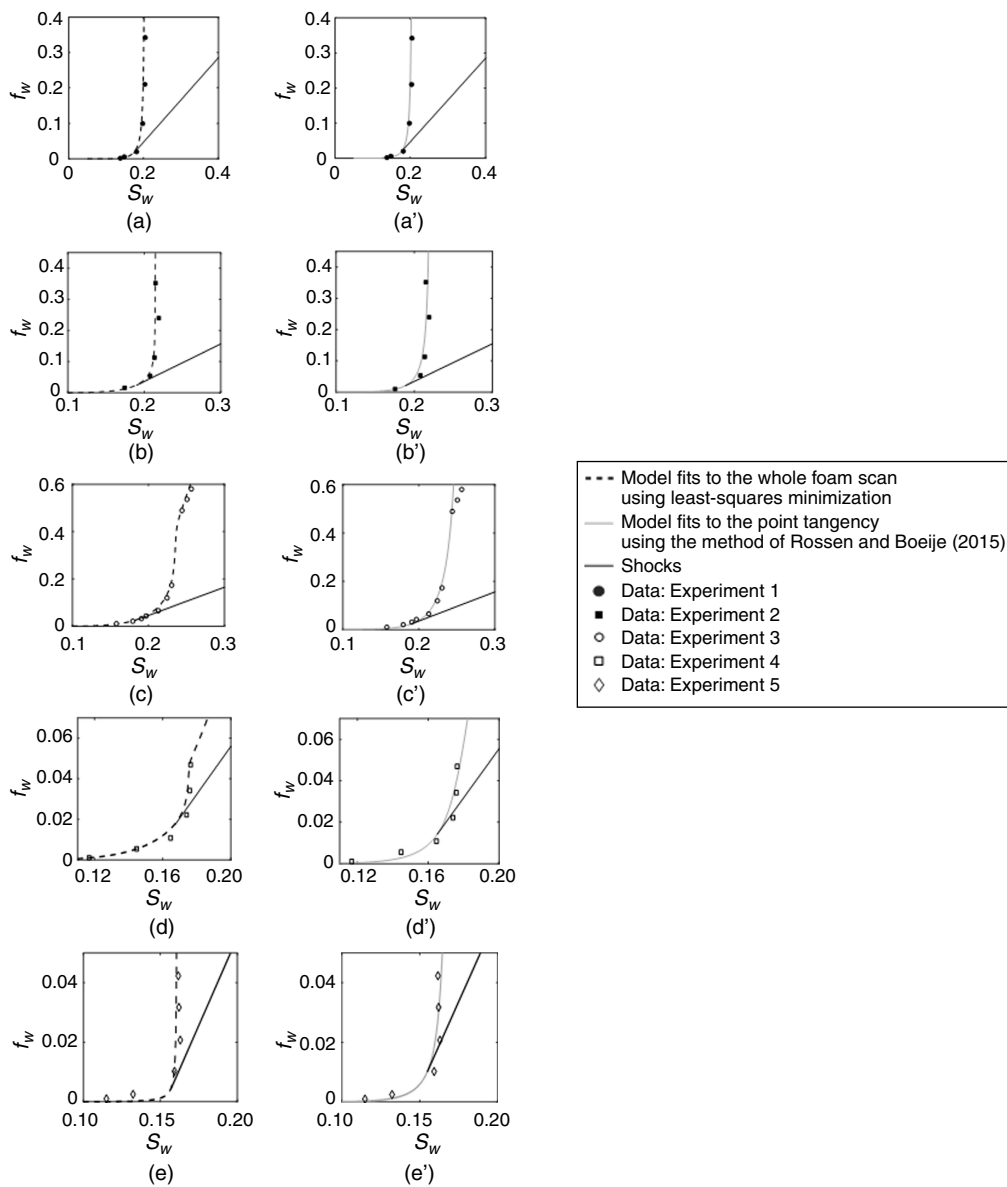 0.4
0.3
0.2
0.1
0
f_w
0
0.2
0.4
S_w
(a)
0.4
0.3
0.2
0.1
0
f_w
0
0.2
0.4
S_w
(a')
0.4
0.3
0.2
0.1
0
f_w
0.1
0.2
0.3
S_w
(b)
0.4
0.3
0.2
0.1
0
f_w
0.1
0.2
0.3
S_w
(b')
0.6
0.4
0.2
0
f_w
0.1
0.2
0.3
S_w
(c)
0.6
0.4
0.2
0
f_w
0.1
0.2
0.3
S_w
(c')
0.06
0.04
0.02
0
f_w
0.12
0.16
0.20
S_w
(d)
0.06
0.04
0.02
0
f_w
0.12
0.16
0.20
S_w
(d')
0.04
0.02
0
f_w
0.10
0.15
0.20
S_w
(e)
0.04
0.02
0
f_w
0.10
0.15
0.20
S_w
(e')
Model fits to the whole foam scan
using least-squares minimization
Model fits to the point tangency
using the method of Rossen and Boeije (2015)
Shocks
Data: Experiment 1
Data: Experiment 2
Data: Experiment 3
Data: Experiment 4
Data: Experiment 5